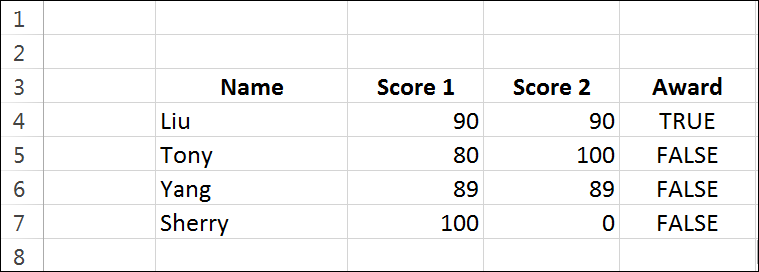 1
2
3 Name Score 1 Score 2 Award
4 Liu 90 90 TRUE
5 Tony 80 100 FALSE
6 Yang 89 89 FALSE
7 Sherry 100 0 FALSE
8